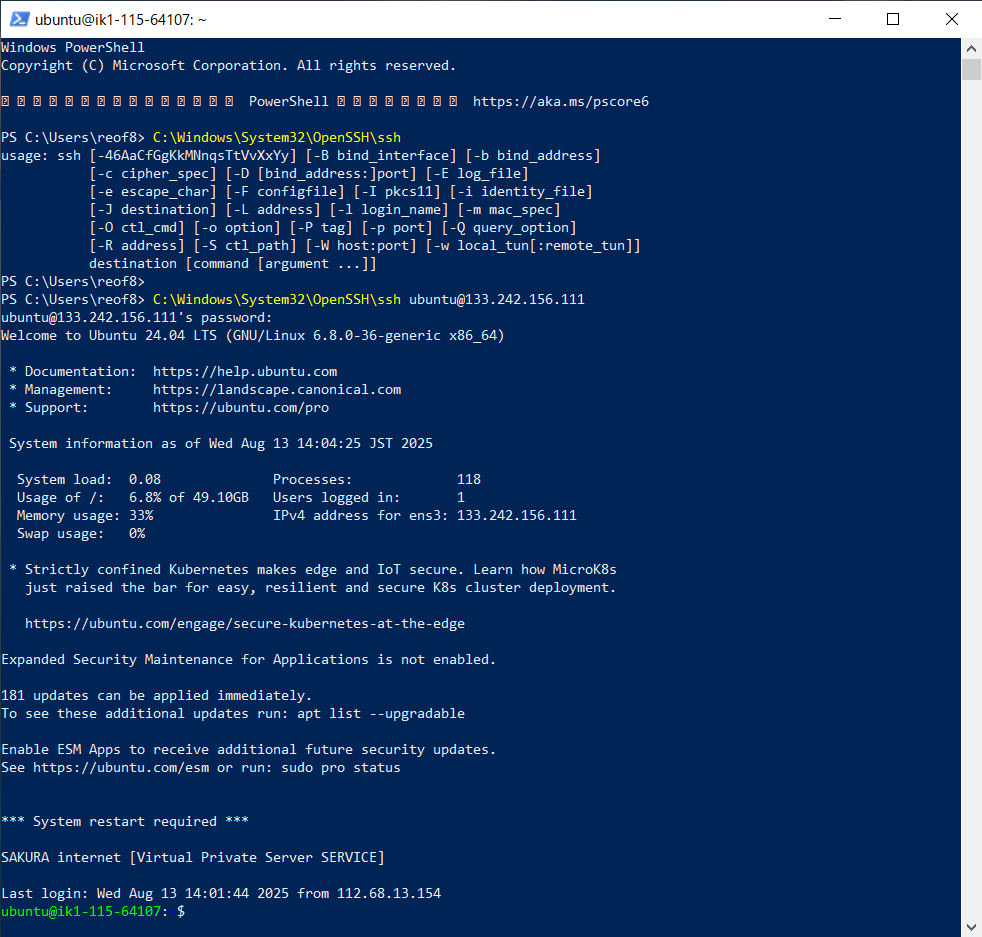 ubuntu@ik1-115-64107: ~
Windows PowerShell
Copyright (C) Microsoft Corporation. All rights reserved.
PowerShell https://aka.ms/pscore6
PS C:\Users\reof8> C:\Windows\System32\OpenSSH\ssh
usage: ssh [-46AaCfGgKkMNnqsTtVvXxYy] [-B bind_interface] [-b bind_address]
[-c cipher_spec] [-D [bind_address:]port] [-E log_file]
[-e escape_char] [-F configfile] [-I pkcs11] [-i identity_file]
[-J destination] [-L address] [-l login_name] [-m mac_spec]
[-O ctl_cmd] [-o option] [-P tag] [-p port] [-Q query_option]
[-R address] [-S ctl_path] [-W host:port] [-w local_tun[:remote_tun]]
destination [command [argument ...]]
PS C:\Users\reof8>
PS C:\Users\reof8> C:\Windows\System32\OpenSSH\ssh ubuntu@133.242.156.111
ubuntu@133.242.156.111's password:
Welcome to Ubuntu 24.04 LTS (GNU/Linux 6.8.0-36-generic x86_64)
* Documentation:  https://help.ubuntu.com
* Management:     https://landscape.canonical.com
* Support:        https://ubuntu.com/pro
System information as of Wed Aug 13 14:04:25 JST 2025
System load:  0.08              Processes:             118
Usage of /:   6.8% of 49.10GB   Users logged in:       1
Memory usage: 33%               IPv4 address for ens3: 133.242.156.111
Swap usage:   0%
* Strictly confined Kubernetes makes edge and IoT secure. Learn how MicroK8s
just raised the bar for easy, resilient and secure K8s cluster deployment.
https://ubuntu.com/engage/secure-kubernetes-at-the-edge
Expanded Security Maintenance for Applications is not enabled.
181 updates can be applied immediately.
To see these additional updates run: apt list --upgradable
Enable ESM Apps to receive additional future security updates.
See https://ubuntu.com/esm or run: sudo pro status
*** System restart required ***
SAKURA internet [Virtual Private Server SERVICE]
Last login: Wed Aug 13 14:01:44 2025 from 112.68.13.154
ubuntu@ik1-115-64107: $